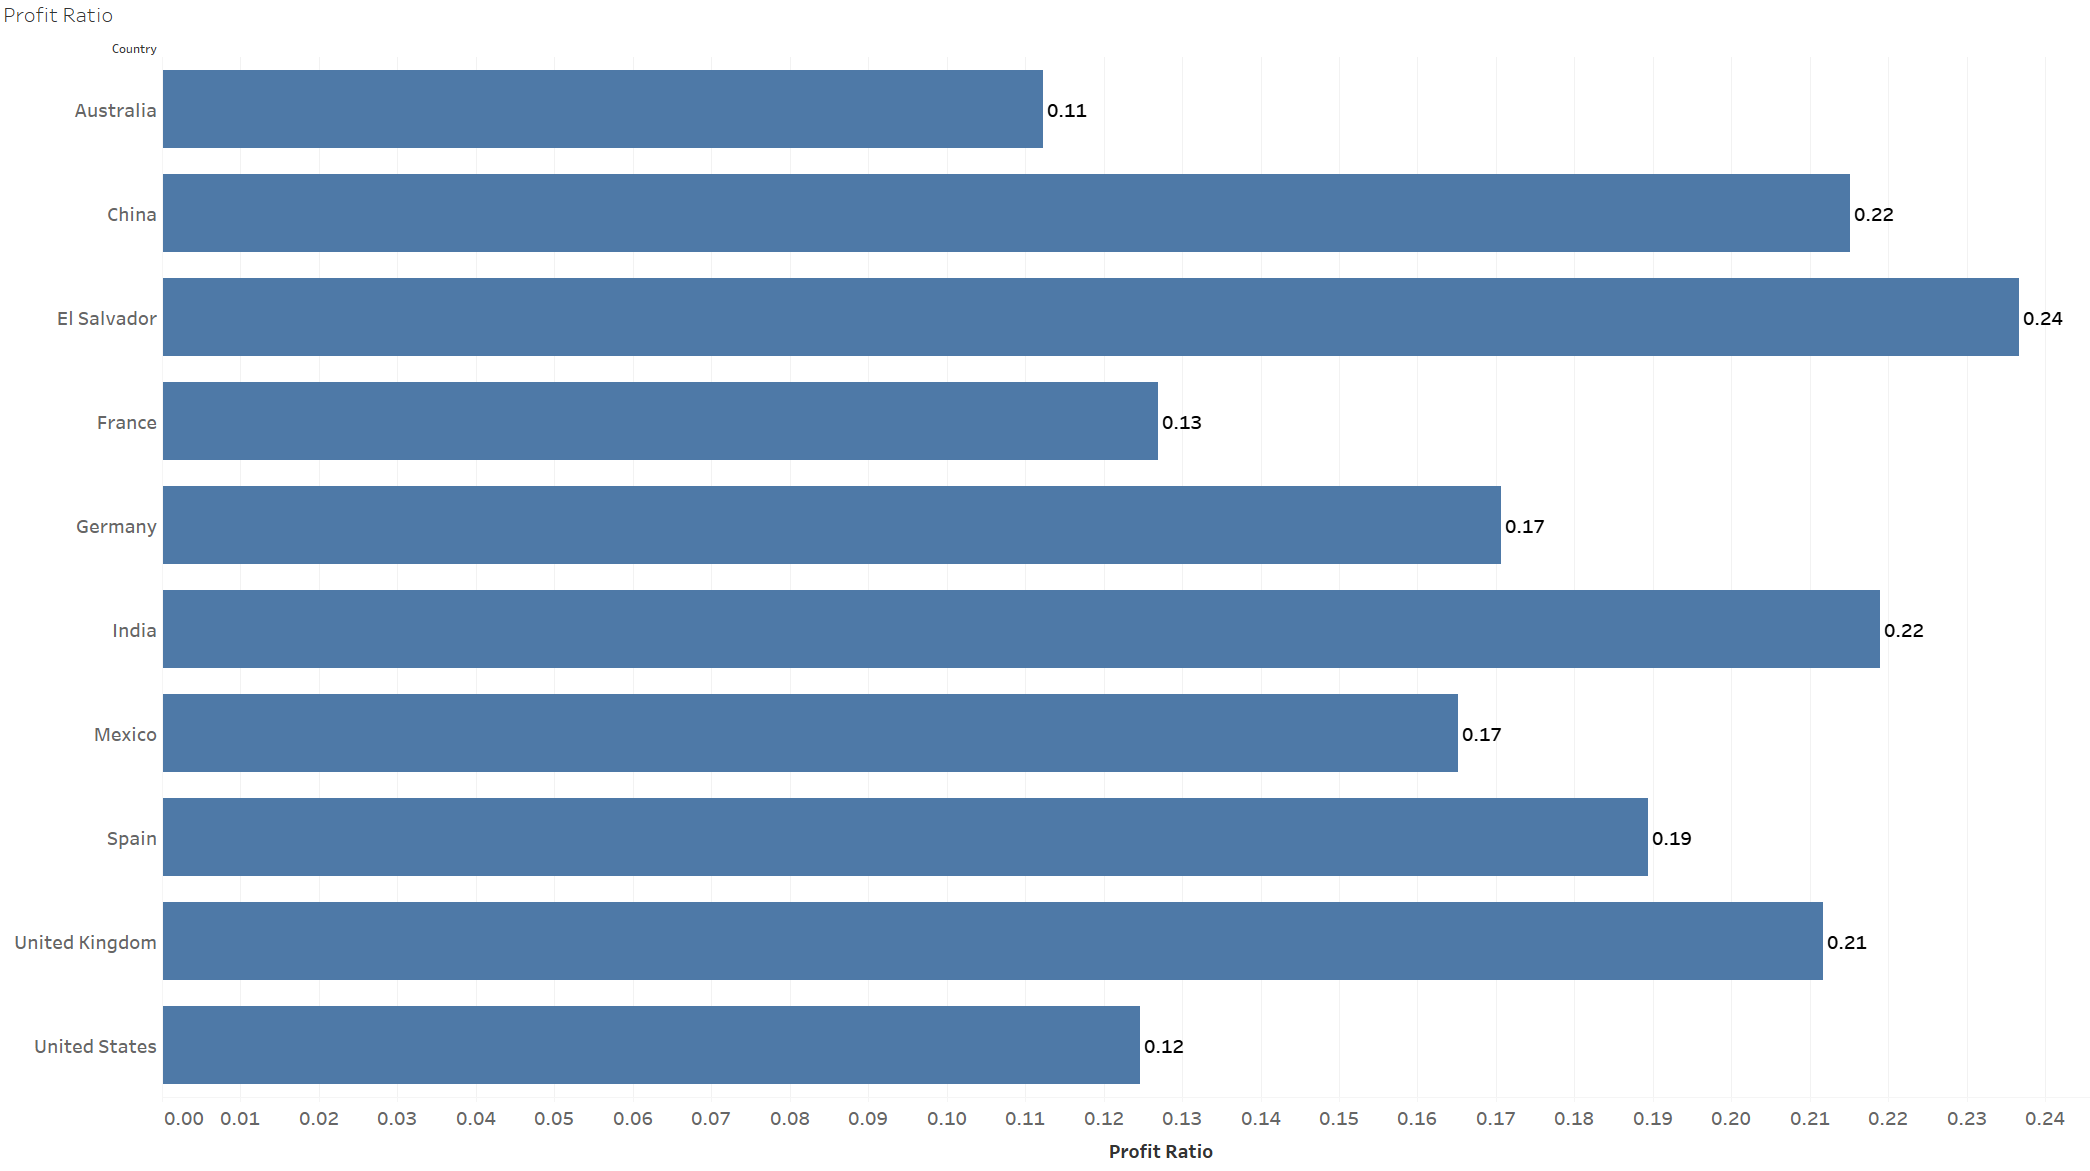 Profit Ratio
Country
Australia 0.11
China 0.22
El Salvador 0.24
France 0.13
Germany 0.17
India 0.22
Mexico 0.17
Spain 0.19
United Kingdom 0.21
United States 0.12
0.00 0.01 0.02 0.03 0.04 0.05 0.06 0.07 0.08 0.09 0.10 0.11 0.12 0.13 0.14 0.15 0.16 0.17 0.18 0.19 0.20 0.21 0.22 0.23 0.24
Profit Ratio